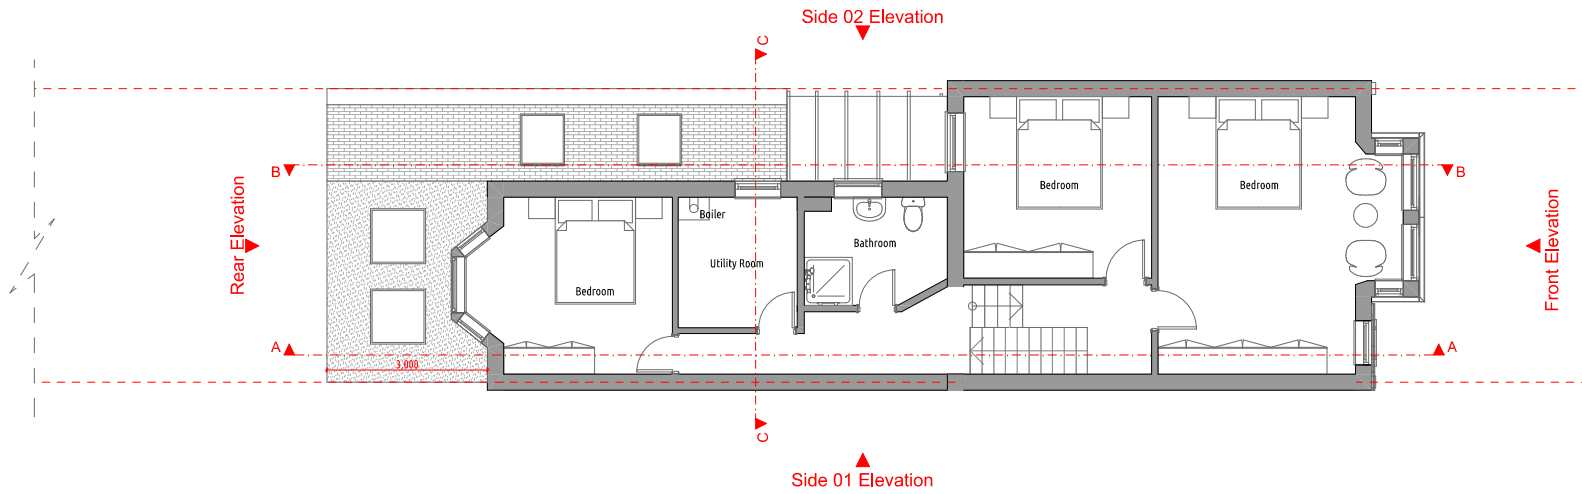 Side 02 Elevation
C
B
B
Bedroom
Bedroom
Boiler
Bathroom
Utility Room
Bedroom
Rear Elevation
Front Elevation
A
A
3,000
C
Side 01 Elevation